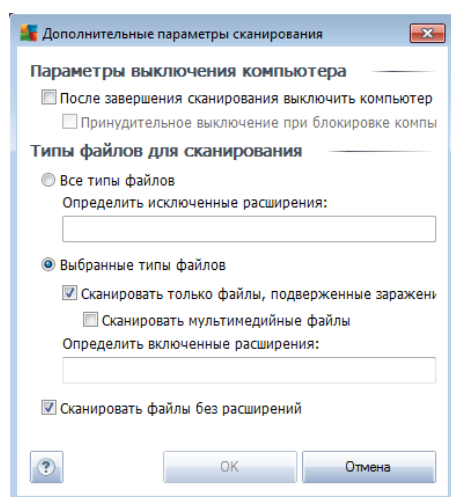 Дополнительные параметры сканирования
Параметры выключения компьютера
После завершения сканирования выключить компьютер
Принудительное выключение при блокировке компы
Типы файлов для сканирования
Все типы файлов
Определить исключенные расширения:
Выбранные типы файлов
Сканировать только файлы, подверженные заражени
Сканировать мультимедийные файлы
Определить включенные расширения:
Сканировать файлы без расширений
? OK Отмена